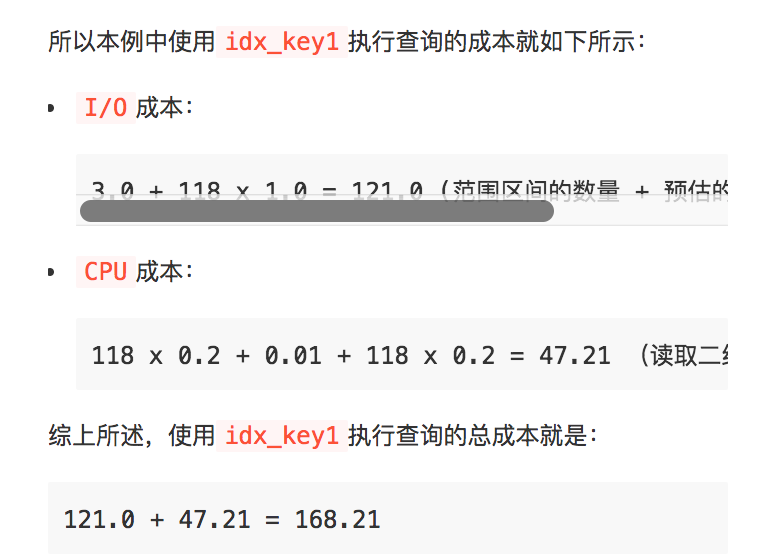 所以本例中使用 idx_key1 执行查询的成本就如下所示：
I/O 成本：
3.0 + 118 x 1.0 = 121.0 (范围区间的数量 + 预估的
CPU 成本：
118 x 0.2 + 0.01 + 118 x 0.2 = 47.21 （读取二
综上所述，使用 idx_key1 执行查询的总成本就是：
121.0 + 47.21 = 168.21